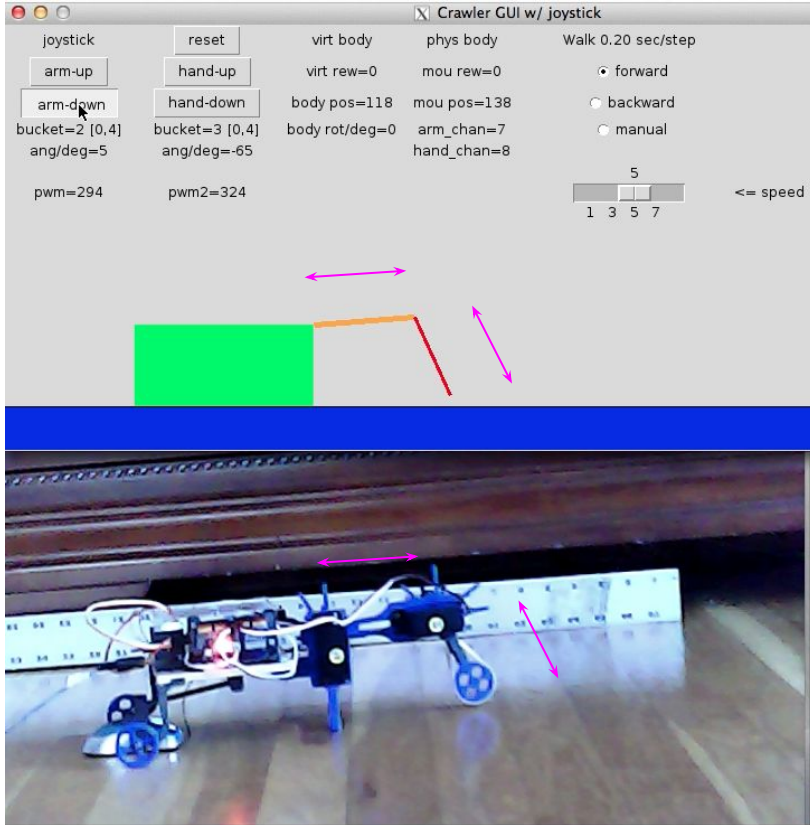 Crawler GUI w/ joystick
joystick reset virt body phys body Walk 0.20 sec/step
arm-up hand-up virt rew=0 mou rew=0 forward
arm-down hand-down body pos=118 mou pos=138 backward
bucket=2 [0,4] bucket=3 [0,4] body rot/deg=0 arm_chan=7 manual
ang/deg=5 ang/deg=-65 hand_chan=8
5
pwm=294 pwm2=324 <= speed
1 3 5 7